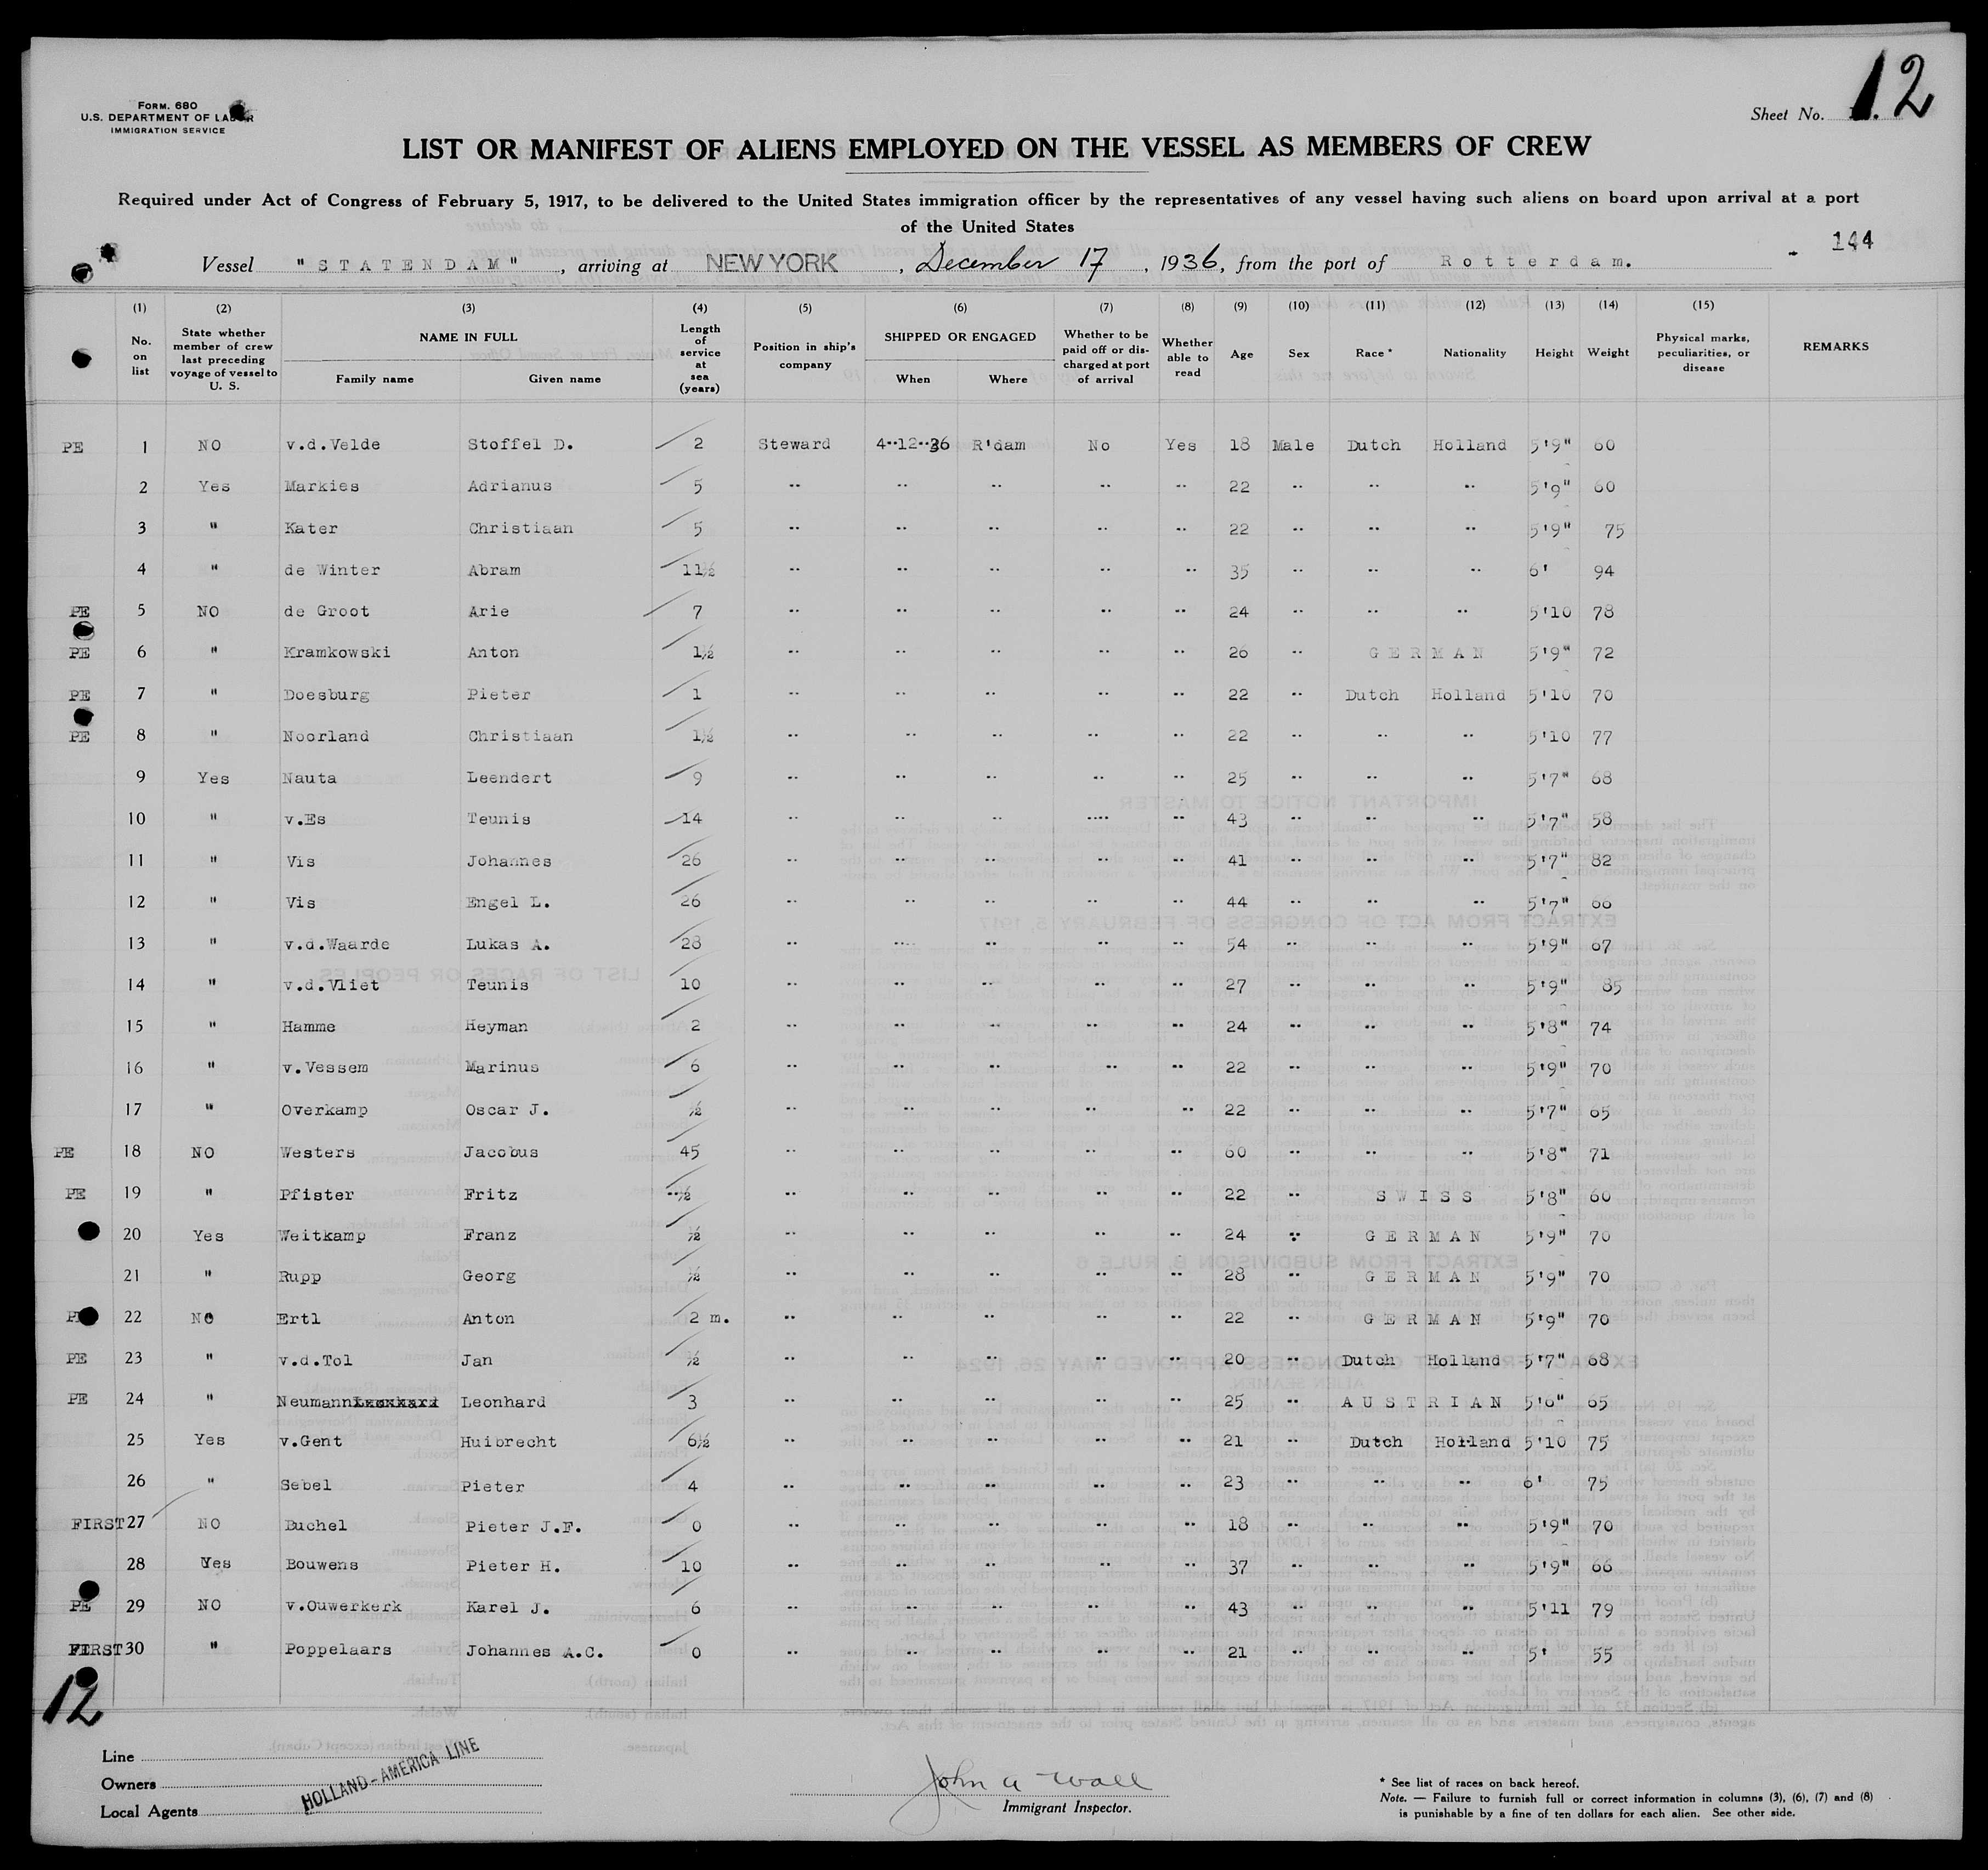 FORM. 680
U.S. DEPARTMENT OF LABOR
IMMIGRATION SERVICE
Sheet No. 12
LIST OR MANIFEST OF ALIENS EMPLOYED ON THE VESSEL AS MEMBERS OF CREW
Required under Act of Congress of February 5, 1917, to be delivered to the United States immigration officer by the representatives of any vessel having such aliens on board upon arrival at a port
of the United States
144
Vessel "STATENDAM", arriving at NEW YORK, December 17, 1936, from the port of Rotterdam.
(1) (2) (3) (4) (5) (6) (7) (8) (9) (10) (11) (12) (13) (14) (15)
No. on list | State whether member of crew last preceding voyage of vessel to U. S. | NAME IN FULL Family name Given name | Length of service at sea (years) | Position in ship's company | SHIPPED OR ENGAGED When Where | Whether to be paid off or discharged at port of arrival | Whether able to read | Age | Sex | Race * | Nationality | Height | Weight | Physical marks, peculiarities, or disease | REMARKS
PE 1 NO v.d.Velde Stoffel D. 2 Steward 4-12-36 R'dam No Yes 18 Male Dutch Holland 5'9" 60
2 Yes Markies Adrianus 5 " " " " " 22 " " " 5'9" 60
3 " Kater Christiaan 5 " " " " " 22 " " " 5'9" 75
4 " de Winter Abram 11½ " " " " " 35 " " " 6' 94
PE 5 NO de Groot Arie 7 " " " " " 24 " " " 5'10 78
PE 6 " Kramkowski Anton 1½ " " " " " 26 " GERMAN 5'9" 72
PE 7 " Doesburg Pieter 1 " " " " " 22 " Dutch Holland 5'10 70
PE 8 " Noorland Christiaan 1½ " " " " " 22 " " " 5'10 77
9 Yes Nauta Leendert 9 " " " " " 25 " " " 5'7" 68
10 " v.Es Teunis 14 " " " " " 43 " " " 5'7" 58
11 " Vis Johannes 26 " " " " " 41 " " " 5'7" 82
12 " Vis Engel L. 26 " " " " " 44 " " " 5'7" 66
13 " v.d.Waarde Lukas A. 28 " " " " " 54 " " " 5'9" 67
14 " v.d.Vliet Teunis 10 " " " " " 27 " " " 5'9" 85
15 " Hamme Heyman 2 " " " " " 24 " " " 5'8" 74
16 " v.Vessem Marinus 6 " " " " " 22 " " " 5'9" 70
17 " Overkamp Oscar J. ½ " " " " " 22 " " " 5'7" 65
PE 18 NO Westers Jacobus 45 " " " " " 60 " " " 5'8" 71
PE 19 " Pfister Fritz ½ " " " " " 22 " SWISS 5'8" 60
20 Yes Weitkamp Franz ½ " " " " " 24 " GERMAN 5'9" 70
21 " Rupp Georg ½ " " " " " 28 " GERMAN 5'9" 70
PE 22 NO Ertl Anton 2 m. " " " " " 22 " GERMAN 5'9" 70
PE 23 " v.d.Tol Jan ½ " " " " " 20 " Dutch Holland 5'7" 68
PE 24 " Neumann Leonhard 3 " " " " " 25 " AUSTRIAN 5'6" 65
25 Yes v.Gent Huibrecht 6½ " " " " " 21 " Dutch Holland 5'10 75
26 " Sebel Pieter 4 " " " " " 23 " " " 6' 75
FIRST 27 NO Buchel Pieter J.F. 0 " " " " " 18 " " " 5'9" 70
28 Yes Bouwens Pieter H. 10 " " " " " 37 " " " 5'9" 66
PE 29 NO v.Ouwerkerk Karel J. 6 " " " " " 43 " " " 5'11 79
FIRST 30 " Poppelaars Johannes A.C. 0 " " " " " 21 " " " 5' 55
12
Line
Owners
Local Agents
HOLLAND-AMERICA LINE
John A Wall
Immigrant Inspector.
* See list of races on back hereof.
Note. — Failure to furnish full or correct information in columns (3), (6), (7) and (8)
is punishable by a fine of ten dollars for each alien. See other side.